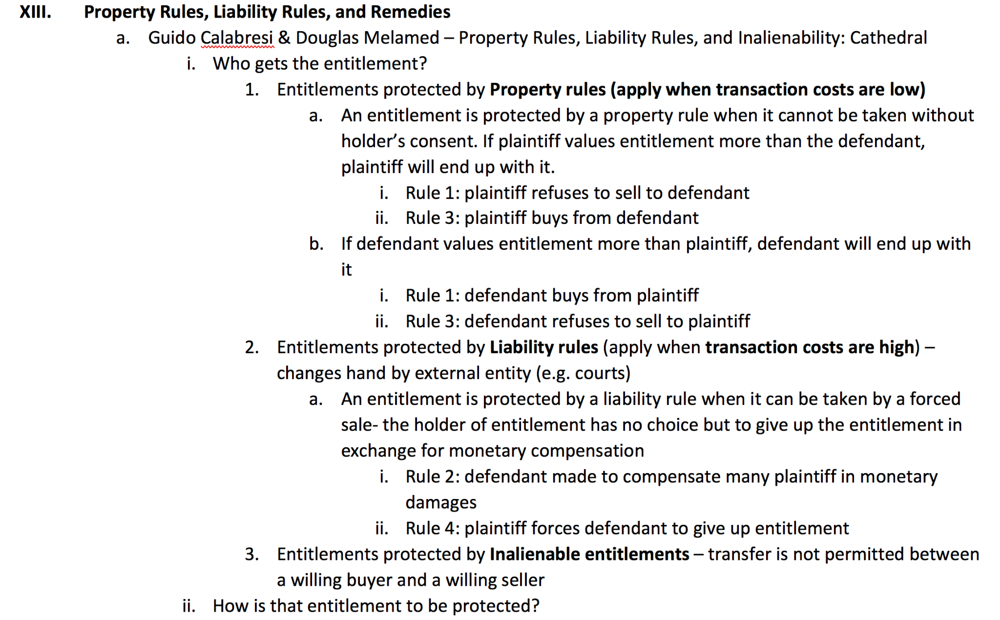 XIII. Property Rules, Liability Rules, and Remedies
a. Guido Calabresi & Douglas Melamed – Property Rules, Liability Rules, and Inalienability: Cathedral
i. Who gets the entitlement?
1. Entitlements protected by Property rules (apply when transaction costs are low)
a. An entitlement is protected by a property rule when it cannot be taken without
holder’s consent. If plaintiff values entitlement more than the defendant,
plaintiff will end up with it.
i. Rule 1: plaintiff refuses to sell to defendant
ii. Rule 3: plaintiff buys from defendant
b. If defendant values entitlement more than plaintiff, defendant will end up with
it
i. Rule 1: defendant buys from plaintiff
ii. Rule 3: defendant refuses to sell to plaintiff
2. Entitlements protected by Liability rules (apply when transaction costs are high) –
changes hand by external entity (e.g. courts)
a. An entitlement is protected by a liability rule when it can be taken by a forced
sale- the holder of entitlement has no choice but to give up the entitlement in
exchange for monetary compensation
i. Rule 2: defendant made to compensate many plaintiff in monetary
damages
ii. Rule 4: plaintiff forces defendant to give up entitlement
3. Entitlements protected by Inalienable entitlements – transfer is not permitted between
a willing buyer and a willing seller
ii. How is that entitlement to be protected?